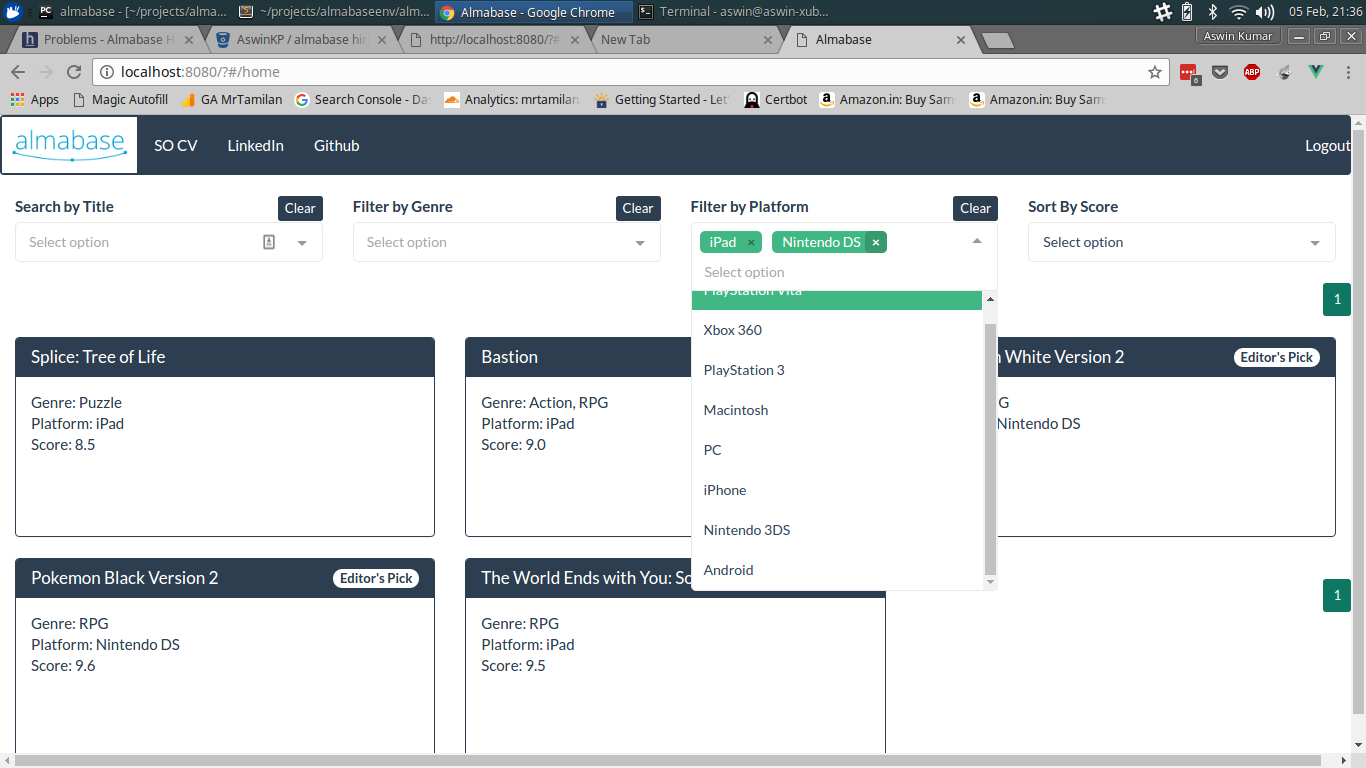 almabase - [~/projects/alma...
~/projects/almabaseenv/alm...
Almabase - Google Chrome
Terminal - aswin@aswin-xub...
05 Feb, 21:36
Problems - Almabase H
AswinKP / almabase hiri
http://localhost:8080/?#
New Tab
Almabase
Aswin Kumar
localhost:8080/?#/home
6
ABP
Apps
Magic Autofill
GA MrTamilan
Search Console - Da
Analytics: mrtamilan
Getting Started - Let'
Certbot
Amazon.in: Buy Sam
Amazon.in: Buy Sam
almabase
SO CV
LinkedIn
Github
Logout
Search by Title
Clear
Filter by Genre
Clear
Filter by Platform
Clear
Sort By Score
Select option
Select option
iPad ×
Nintendo DS ×
Select option
Select option
PlayStation Vita
Xbox 360
PlayStation 3
Macintosh
PC
iPhone
Nintendo 3DS
Android
1
Splice: Tree of Life
Genre: Puzzle
Platform: iPad
Score: 8.5
Bastion
Genre: Action, RPG
Platform: iPad
Score: 9.0
White Version 2
Editor's Pick
G
Nintendo DS
Pokemon Black Version 2
Editor's Pick
Genre: RPG
Platform: Nintendo DS
Score: 9.6
The World Ends with You: So
Genre: RPG
Platform: iPad
Score: 9.5
1